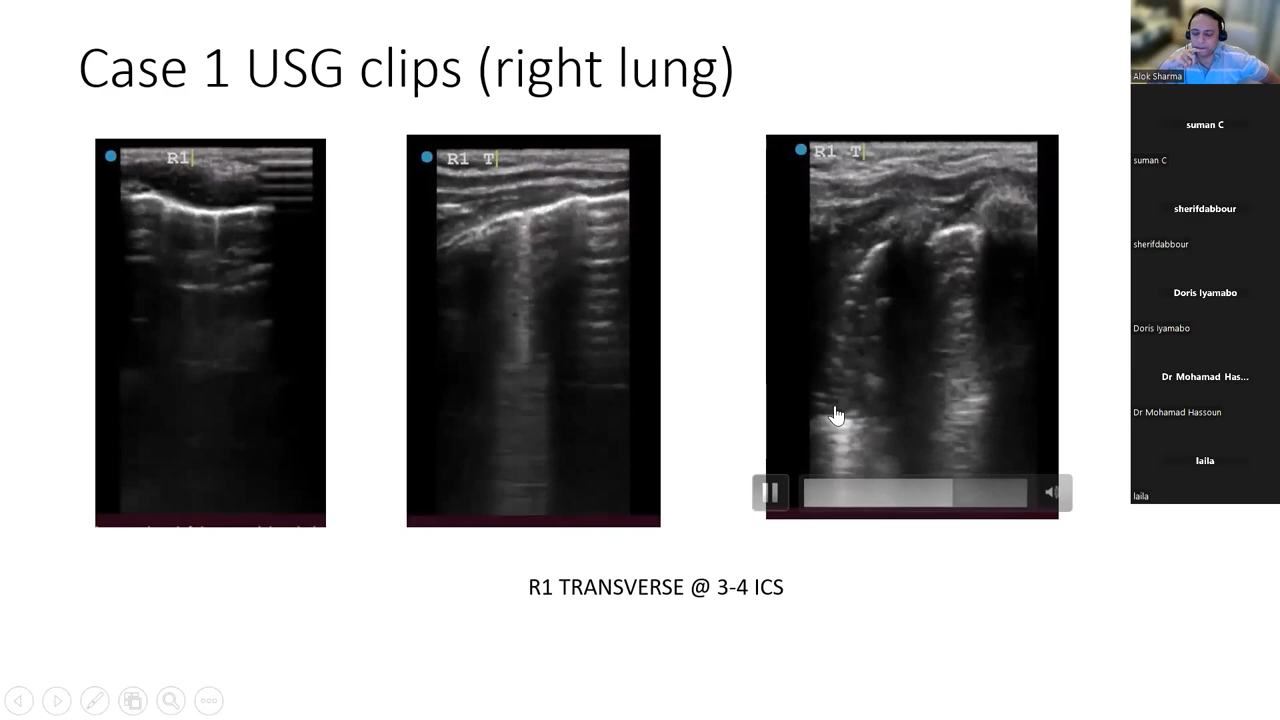 Case 1 USG clips (right lung)
R1
R1 T
R1 T
R1 TRANSVERSE @ 3-4 ICS
Alok Sharma
suman C
suman C
sherifdabbour
sherifdabbour
Doris Iyamabo
Doris Iyamabo
Dr Mohamad Has...
Dr Mohamad Hassoun
laila
laila